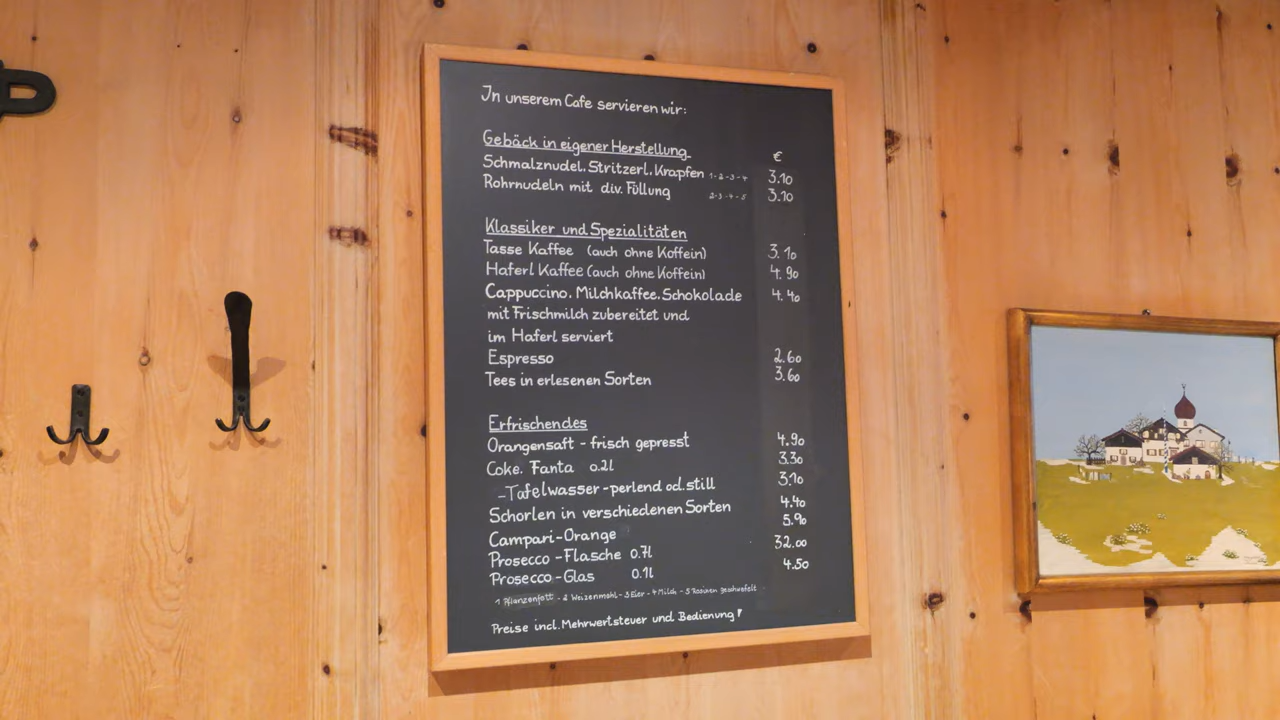 In unserem Cafe servieren wir:
Gebäck in eigener Herstellung €
Schmalznudel, Stritzerl, Krapfen 1-2-3-4 3.10
Rohrnudeln mit div. Füllung 2-3-4-5 3.10
Klassiker und Spezialitäten
Tasse Kaffee (auch ohne Koffein) 3.10
Haferl Kaffee (auch ohne Koffein) 4.90
Cappuccino, Milchkaffee, Schokolade 4.40
mit Frischmilch zubereitet und
im Haferl serviert
Espresso 2.60
Tees in erlesenen Sorten 3.60
Erfrischendes
Orangensaft - frisch gepresst 4.90
Coke, Fanta 0.2l 3.30
-Tafelwasser - perlend od. still 3.10
Schorlen in verschiedenen Sorten 4.40
Campari-Orange 5.90
Prosecco - Flasche 0.7l 32.00
Prosecco - Glas 0.1l 4.50
1 Pflanzenfett - 2 Weizenmehl - 3 Eier - 4 Milch - 5 Rosinen geschwefelt
Preise incl. Mehrwertsteuer und Bedienung!